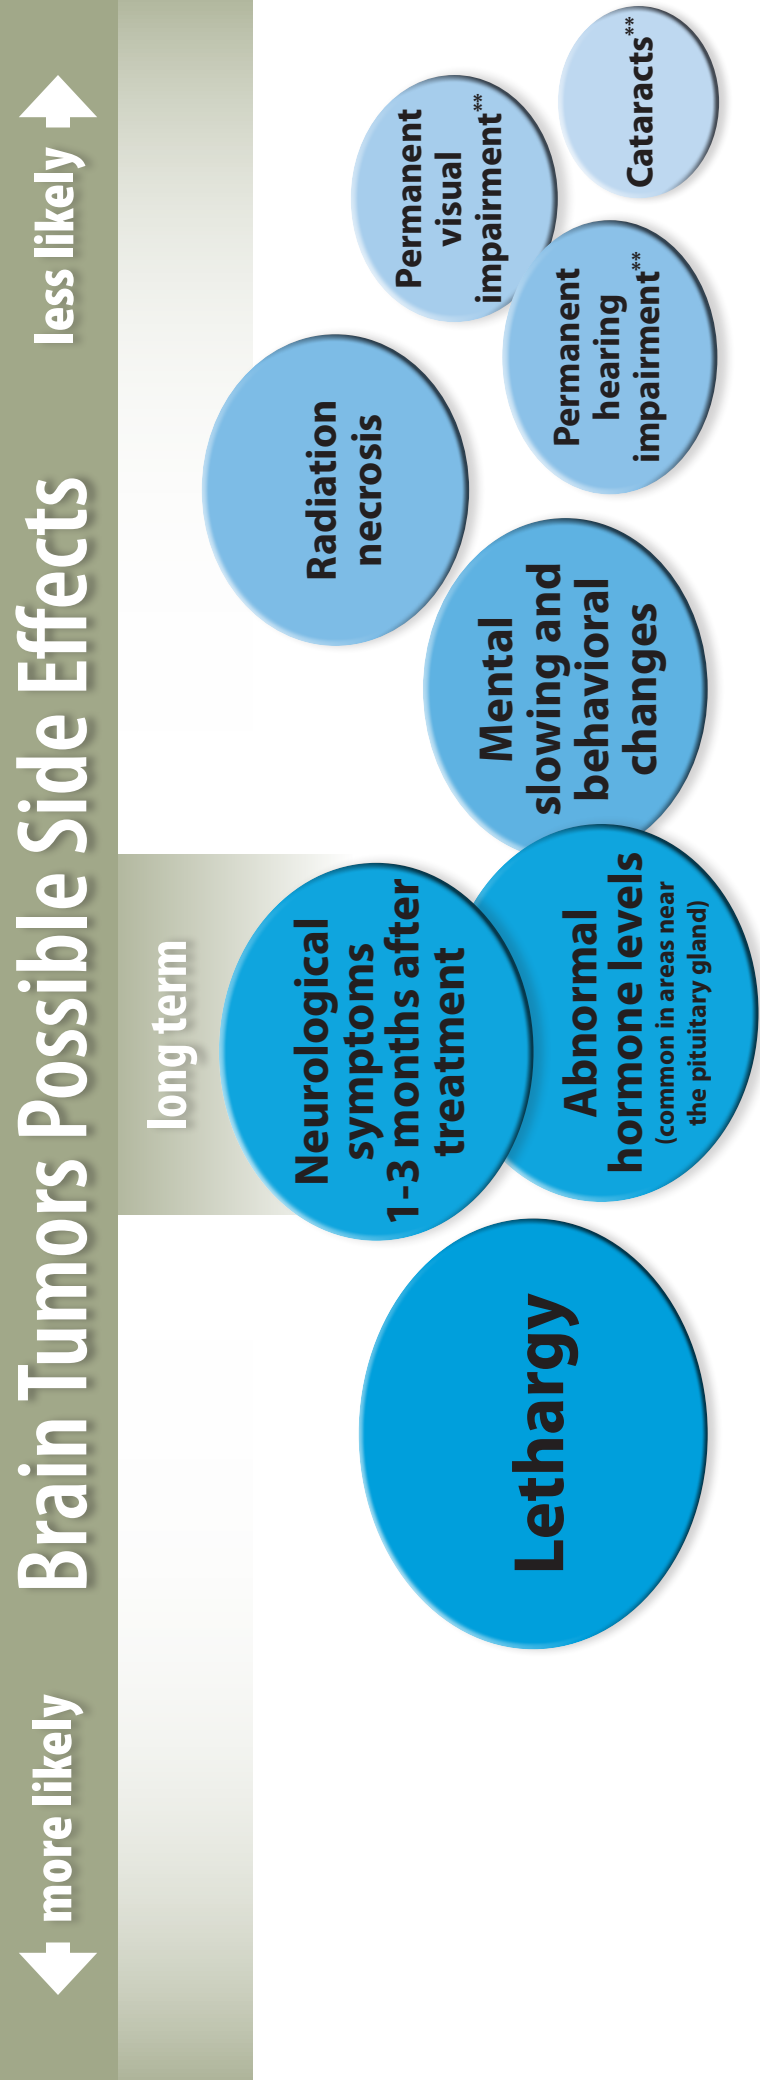 more likely
Brain Tumors Possible Side Effects
less likely
long term
Lethargy
Neurological
symptoms
1-3 months after
treatment
Abnormal
hormone levels
(common in areas near
the pituitary gland)
Mental
slowing and
behavioral
changes
Radiation
necrosis
Permanent
hearing
impairment**
Permanent
visual
impairment**
Cataracts**